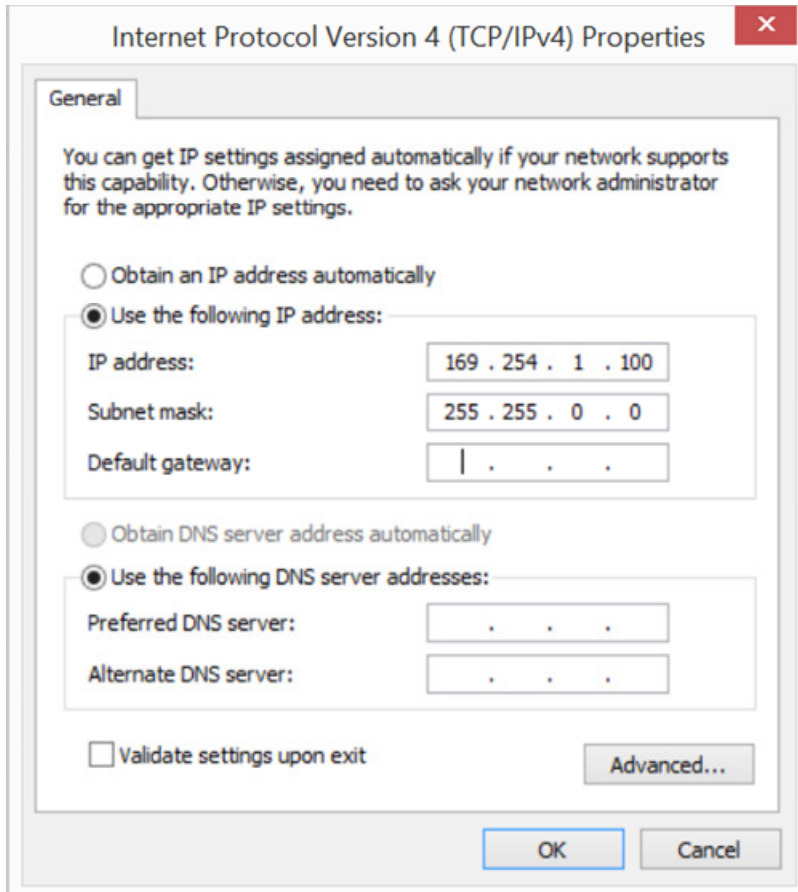 Internet Protocol Version 4 (TCP/IPv4) Properties
General
You can get IP settings assigned automatically if your network supports
this capability. Otherwise, you need to ask your network administrator
for the appropriate IP settings.
Obtain an IP address automatically
Use the following IP address:
IP address: 169 . 254 . 1 . 100
Subnet mask: 255 . 255 . 0 . 0
Default gateway: . . .
Obtain DNS server address automatically
Use the following DNS server addresses:
Preferred DNS server: . . .
Alternate DNS server: . . .
Validate settings upon exit
Advanced...
OK Cancel